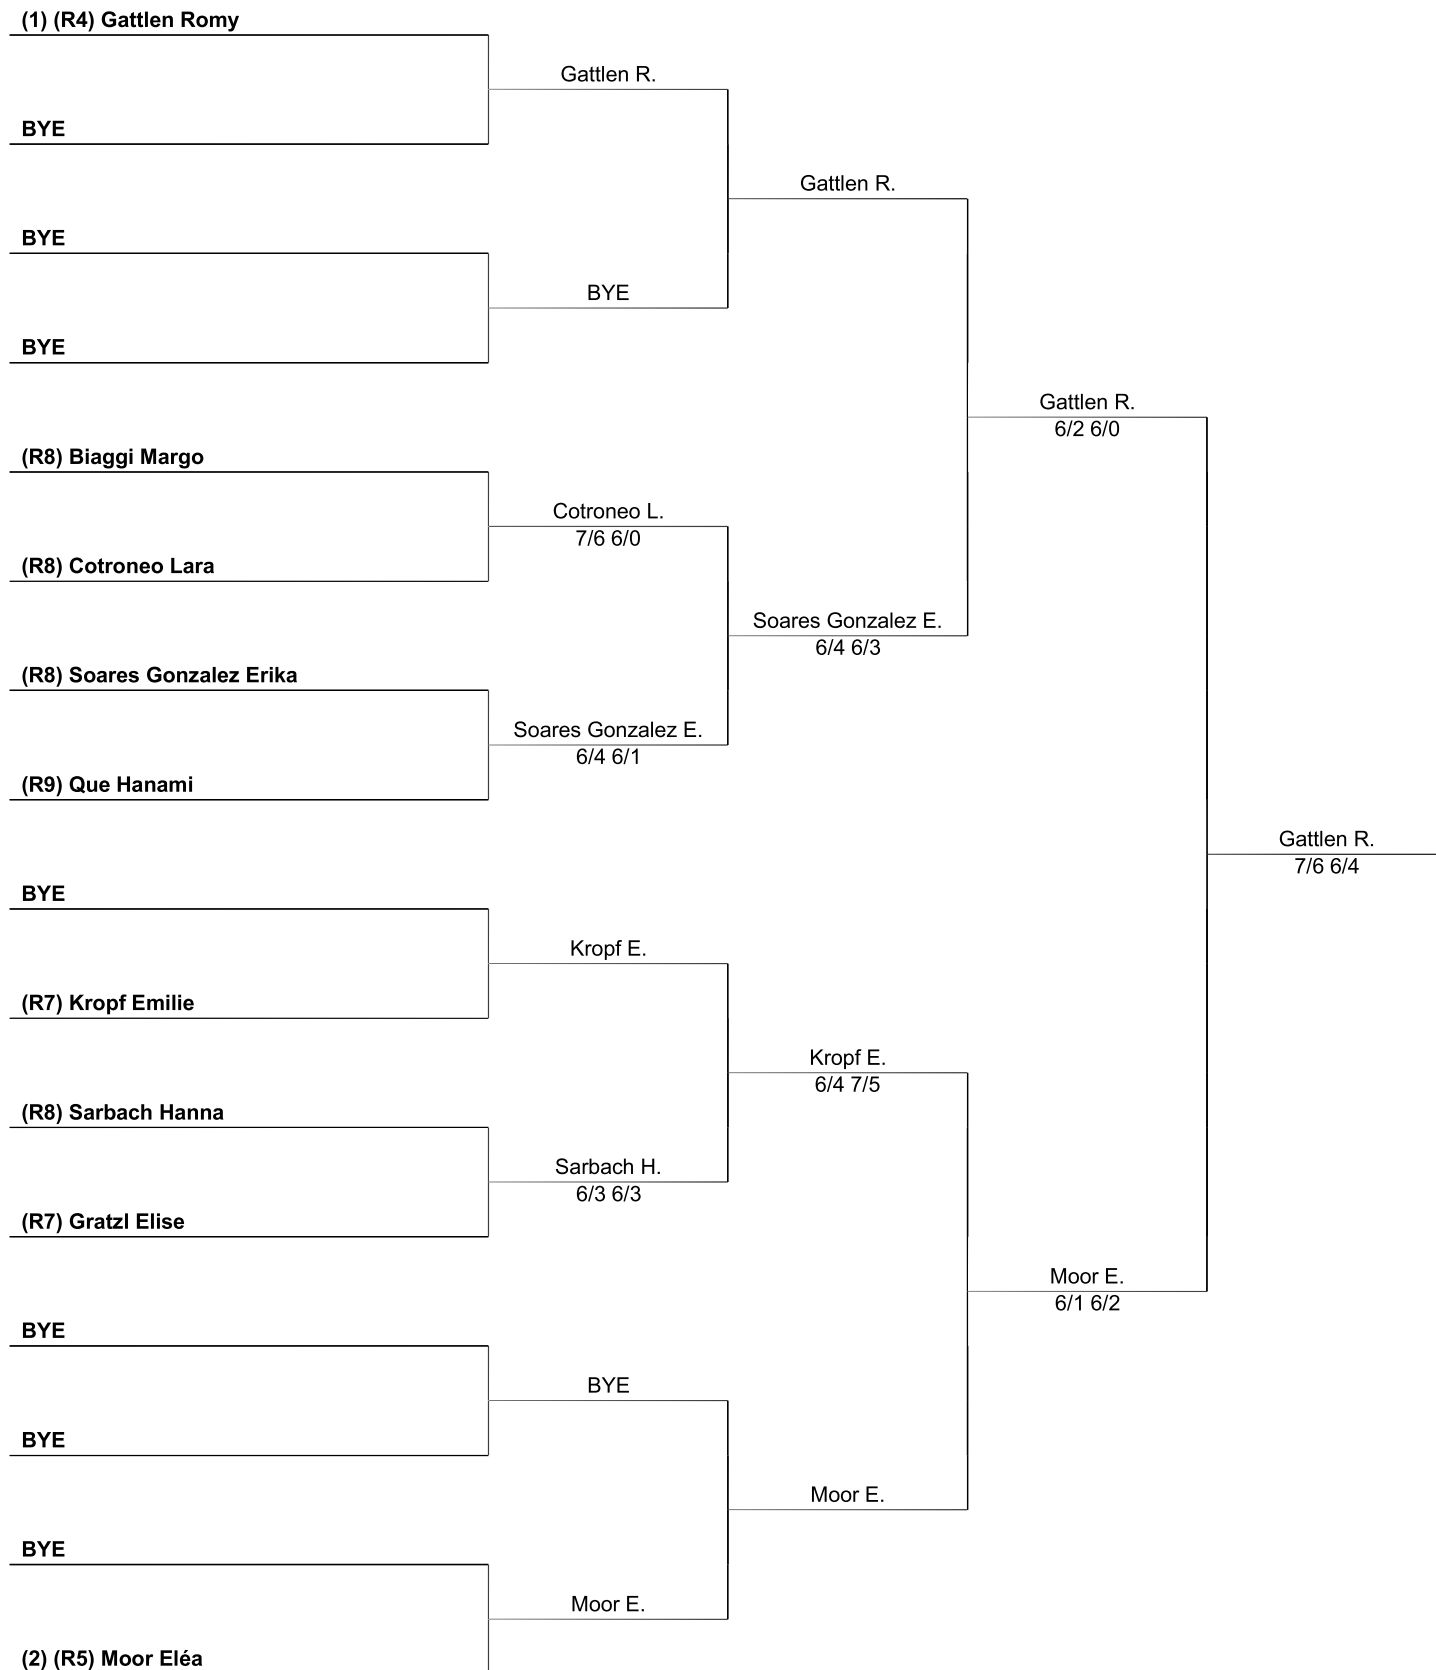 (1) (R4) Gattlen Romy
Gattlen R.
BYE
Gattlen R.
BYE
BYE
BYE
Gattlen R.
6/2 6/0
(R8) Biaggi Margo
Cotroneo L.
7/6 6/0
(R8) Cotroneo Lara
Soares Gonzalez E.
6/4 6/3
(R8) Soares Gonzalez Erika
Soares Gonzalez E.
6/4 6/1
(R9) Que Hanami
Gattlen R.
7/6 6/4
BYE
Kropf E.
(R7) Kropf Emilie
Kropf E.
6/4 7/5
(R8) Sarbach Hanna
Sarbach H.
6/3 6/3
(R7) Gratzl Elise
Moor E.
6/1 6/2
BYE
BYE
BYE
Moor E.
BYE
Moor E.
(2) (R5) Moor Eléa